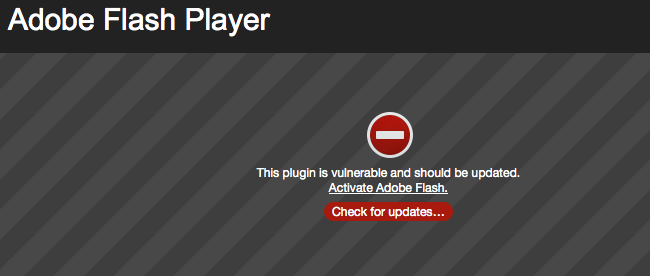 Adobe Flash Player
This plugin is vulnerable and should be updated.
Activate Adobe Flash.
Check for updates...